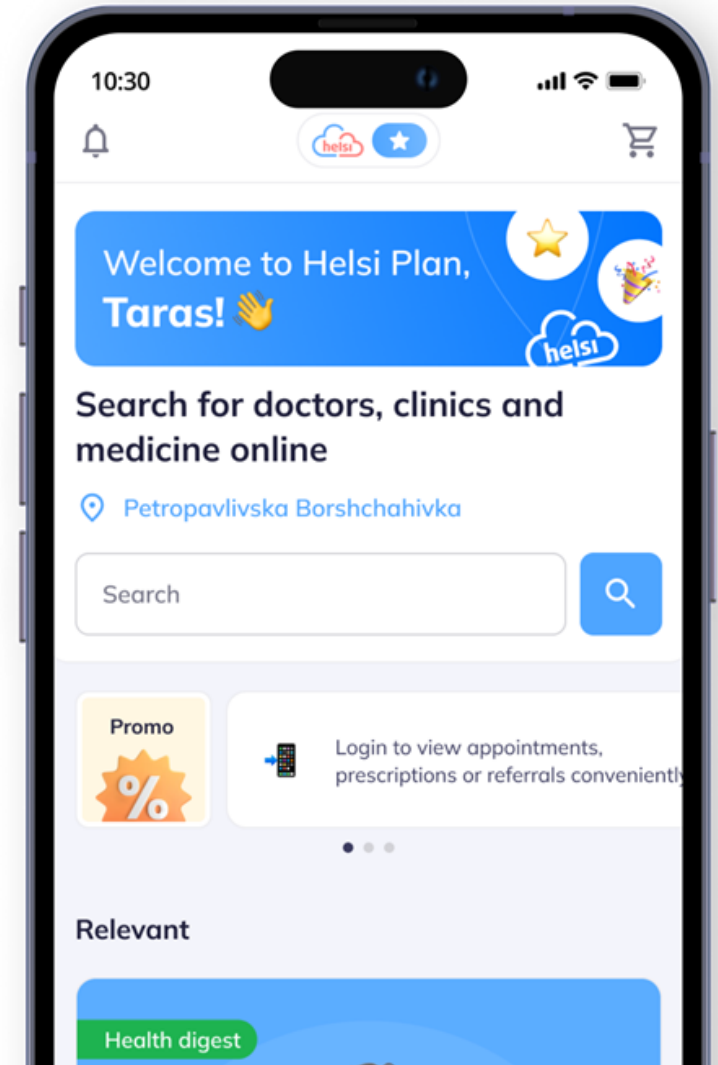 10:30
helsi
Welcome to Helsi Plan,
Taras! 👋
helsi
Search for doctors, clinics and
medicine online
Petropavlivska Borshchahivka
Search
Promo
%
Login to view appointments,
prescriptions or referrals conveniently
Relevant
Health digest